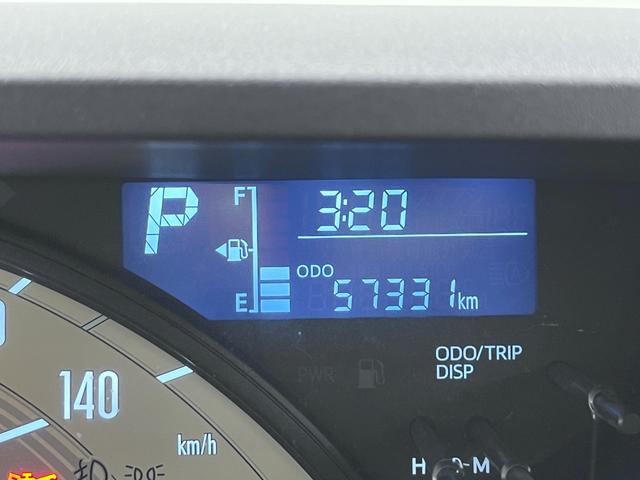 P F 3:20
E ODO 57331km
PWR
ODO/TRIP
DISP
140
km/h
H
-M